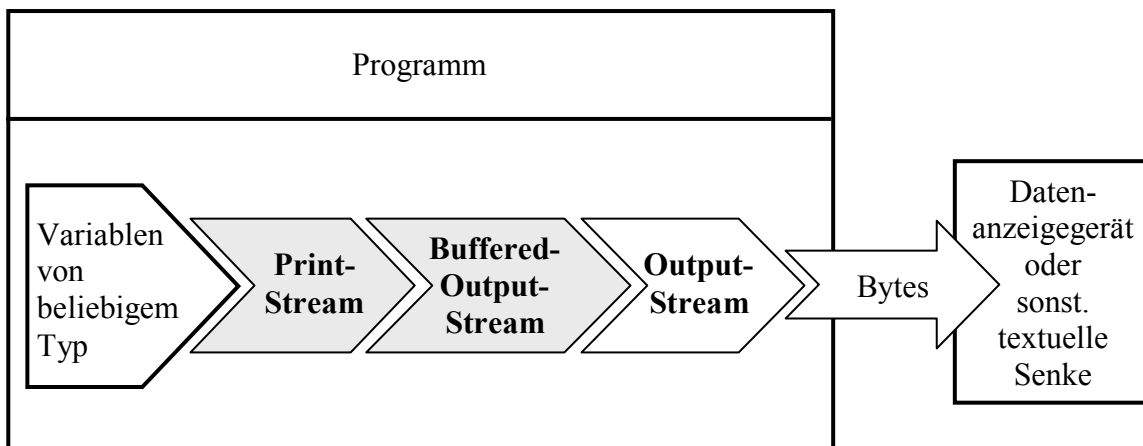 Programm
Variablen
von
beliebigem
Typ
Print-
Stream
Buffered-
Output-
Stream
Output-
Stream
Bytes
Daten-
anzeigegerät
oder
sonst.
textuelle
Senke